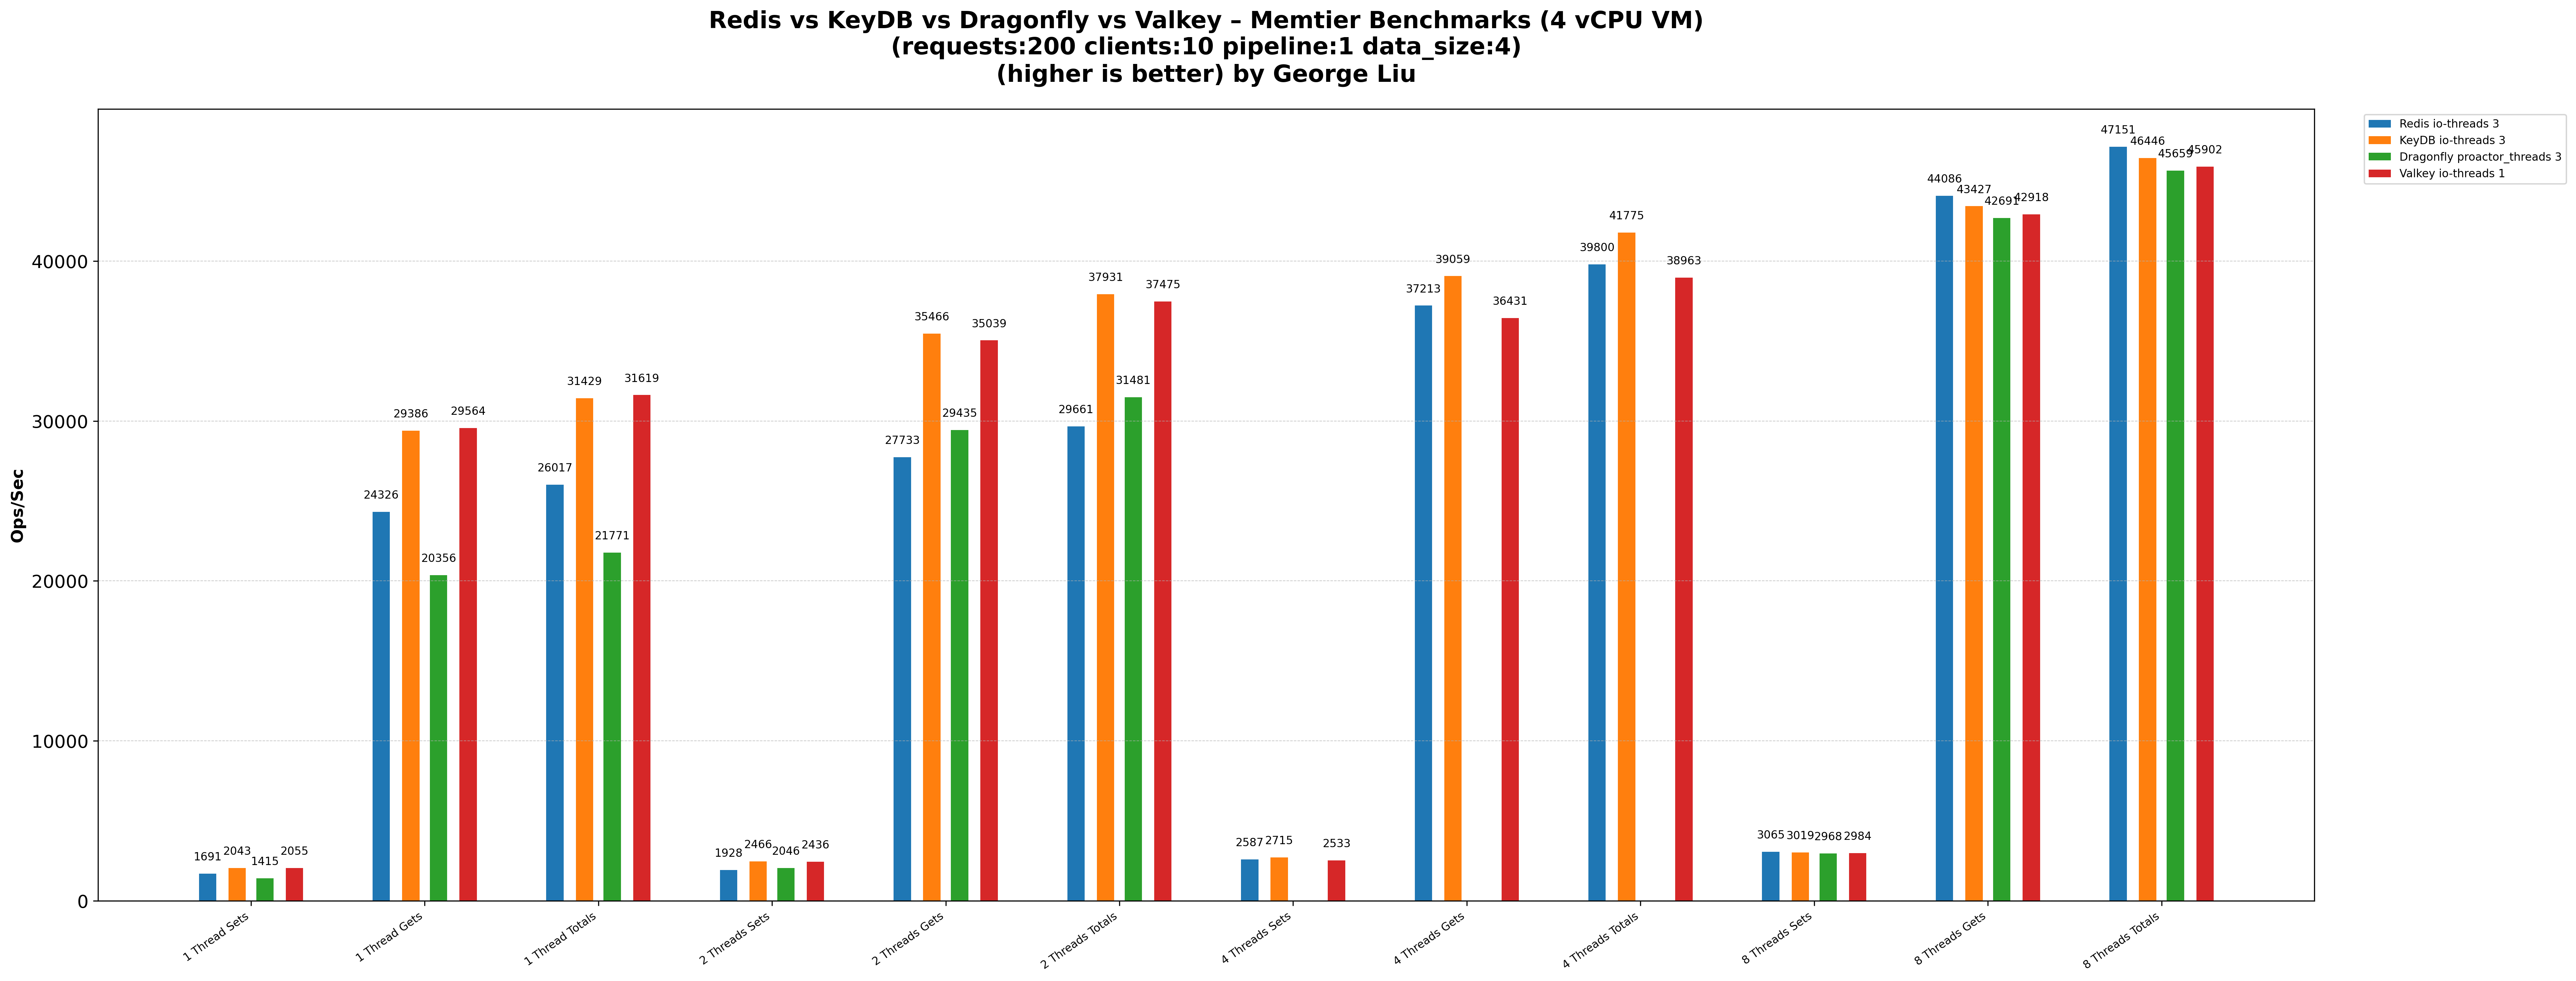 Redis vs KeyDB vs Dragonfly vs Valkey – Memtier Benchmarks (4 vCPU VM)
(requests:200 clients:10 pipeline:1 data_size:4)
(higher is better) by George Liu
Redis io-threads 3
KeyDB io-threads 3
Dragonfly proactor_threads 3
Valkey io-threads 1
Ops/Sec
40000
30000
20000
10000
0
1691
2043
1415
2055
24326
29386
20356
29564
26017
31429
21771
31619
1928
2466
2046
2436
27733
35466
29435
35039
29661
37931
31481
37475
2587
2715
2533
37213
39059
36431
39800
41775
38963
3065
3019
2968
2984
44086
43427
42691
42918
47151
46446
45659
45902
1 Thread Sets
1 Thread Gets
1 Thread Totals
2 Threads Sets
2 Threads Gets
2 Threads Totals
4 Threads Sets
4 Threads Gets
4 Threads Totals
8 Threads Sets
8 Threads Gets
8 Threads Totals